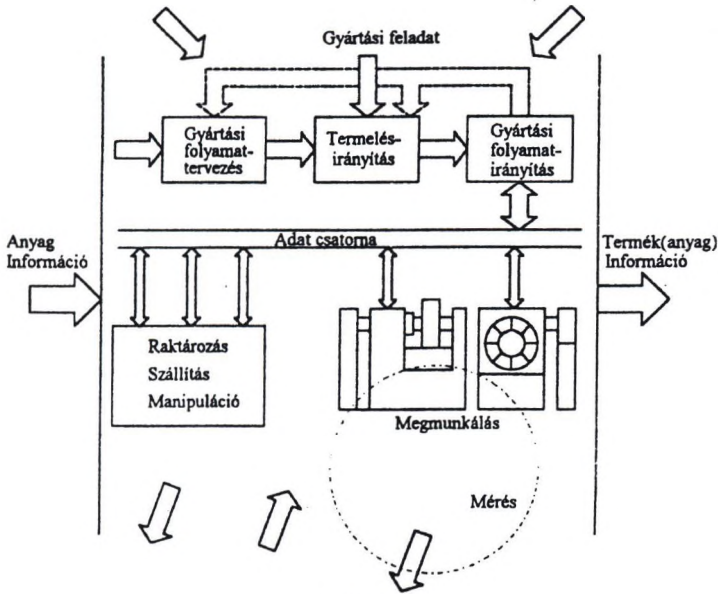 Gyártási feladat
Gyártási
folyamat-
tervezés
Termelés-
irányítás
Gyártási
folyamat-
irányítás
Adat csatorna
Anyag
Információ
Termék(anyag)
Információ
Raktározás
Szállítás
Manipuláció
Megmunkálás
Mérés